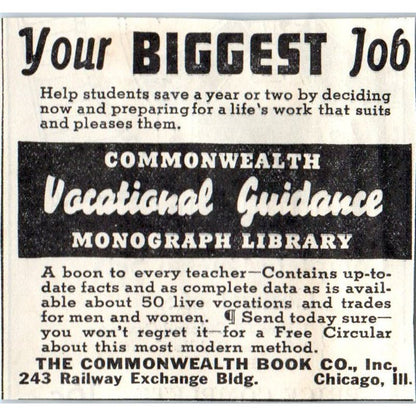 Your BIGGEST Job
Help students save a year or two by deciding
now and preparing for a life's work that suits
and pleases them.
COMMONWEALTH
Vocational Guidance
MONOGRAPH LIBRARY
A boon to every teacher—Contains up-to-
date facts and as complete data as is avail-
able about 50 live vocations and trades
for men and women. ¶ Send today sure—
you won't regret it—for a Free Circular
about this most modern method.
THE COMMONWEALTH BOOK CO., Inc.
243 Railway Exchange Bldg. Chicago, Ill.